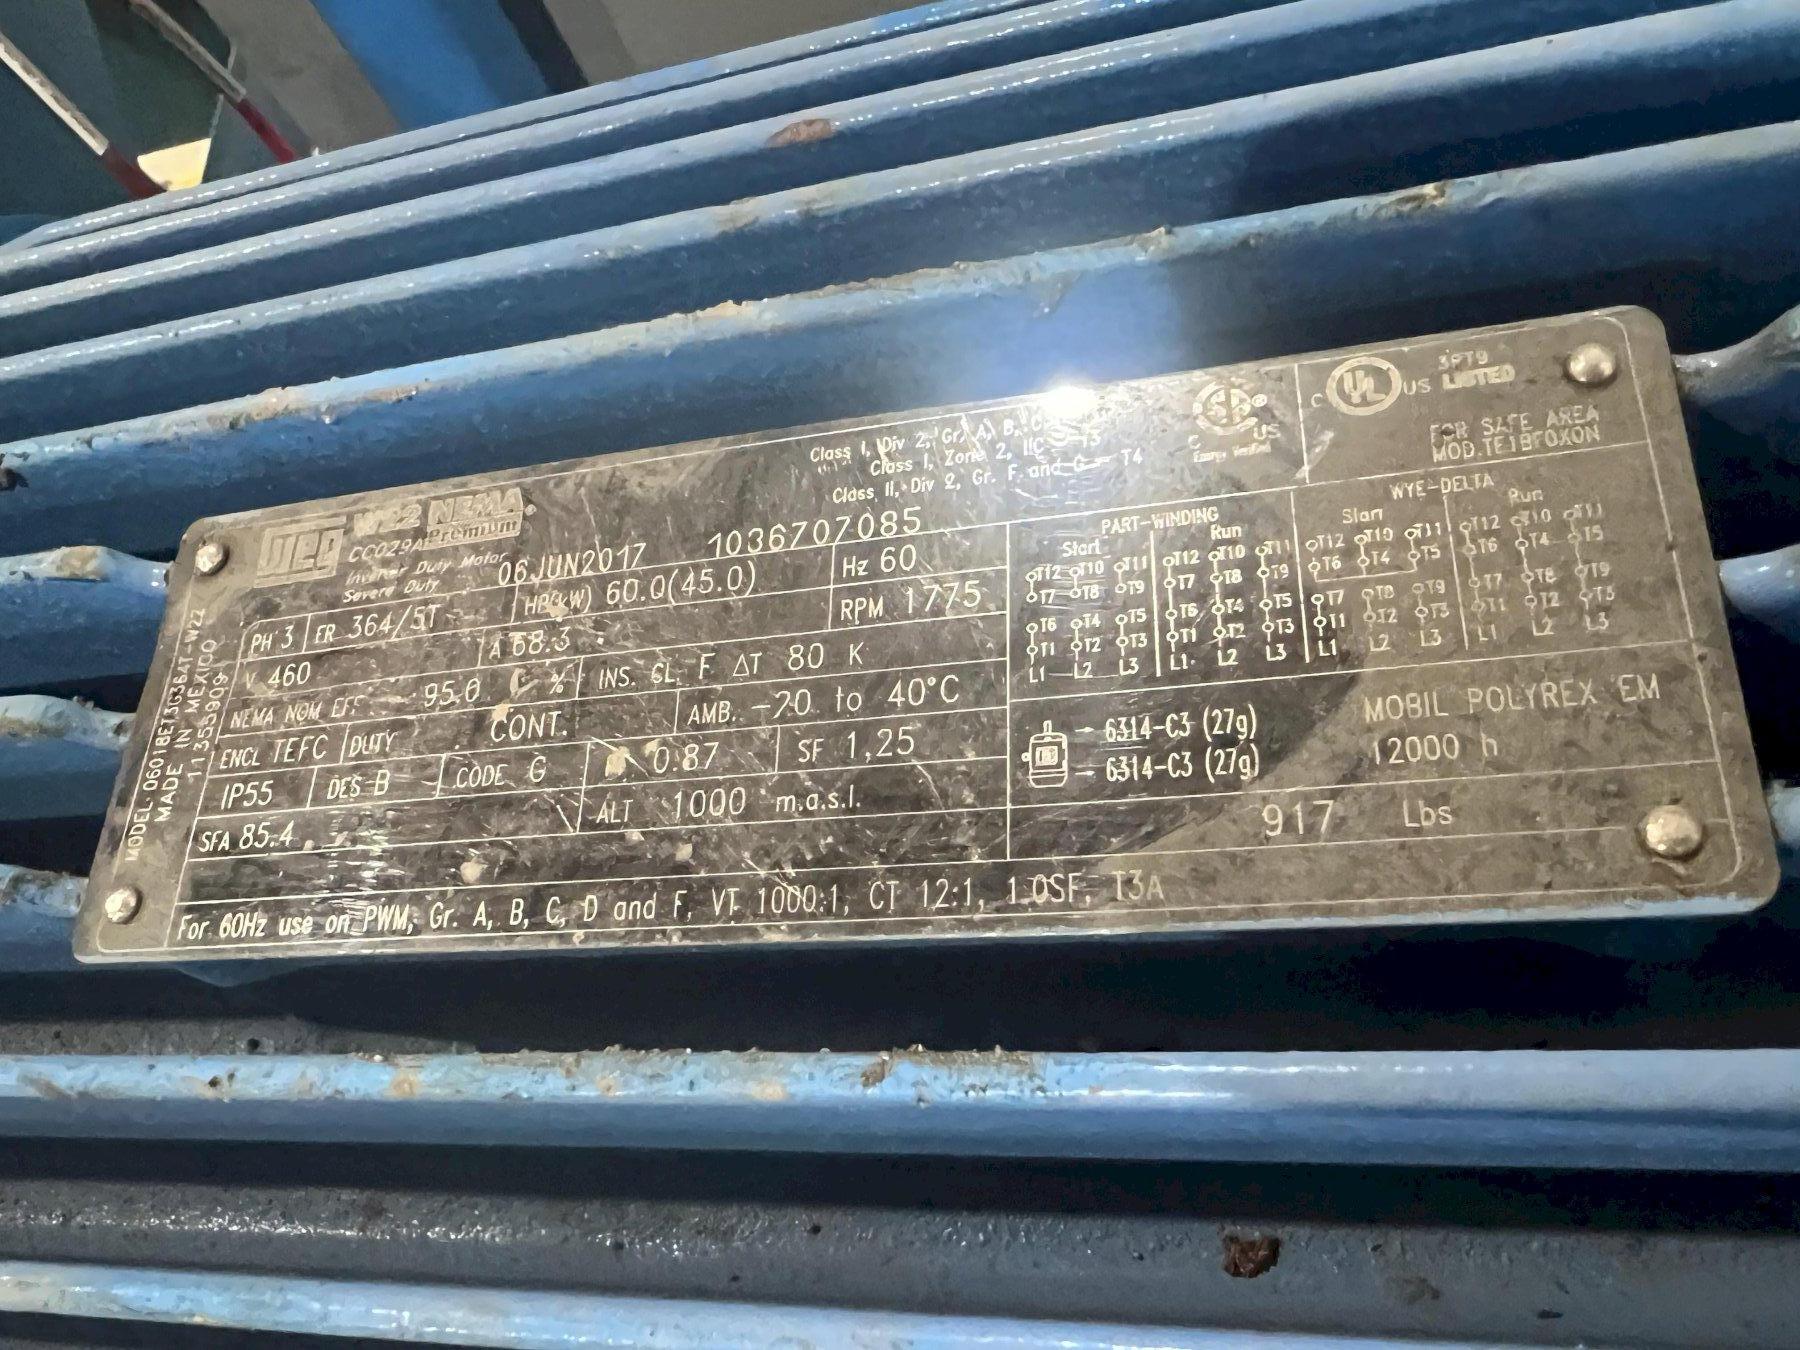 WEG W22 NEMA Premium
CC029A
Inverter Duty Motor
Severe Duty
06JUN2017 1036707085
Class I, Div 2, Gr. A, B, C
Class I, Zone 2, IIC T3
Class II, Div 2, Gr. F and G - T4
C US
Energy Verified
C UL US LISTED
FOR SAFE AREA
MOD.TE1BF0X0N
MADE IN MEXICO
PH 3 FR 364/5T HP(kW) 60.0(45.0) Hz 60
V 460 A 68.3 RPM 1775
NEMA NOM EFF 95.0 % INS. CL. F ΔT 80 K
ENCL TEFC DUTY CONT. AMB. -20 to 40°C
IP55 DES B CODE G 0.87 SF 1.25
SFA 85.4 ALT 1000 m.a.s.l.
For 60Hz use on PWM, Gr. A, B, C, D and F, VT 1000:1, CT 12:1, 1.0SF, T3A
PART-WINDING WYE-DELTA
Start Run Start Run
T12 T10 T11 T12 T10 T11 T12 T10 T11 T12 T10 T11
T7 T8 T9 T7 T8 T9 T6 T4 T5 T6 T4 T5
T6 T4 T5 T6 T4 T5 T7 T8 T9 T7 T8 T9
T1 T2 T3 T1 T2 T3 T1 T2 T3 T1 T2 T3
L1 L2 L3 L1 L2 L3 L1 L2 L3 L1 L2 L3
6314-C3 (27g) MOBIL POLYREX EM
6314-C3 (27g) 12000 h
917 Lbs